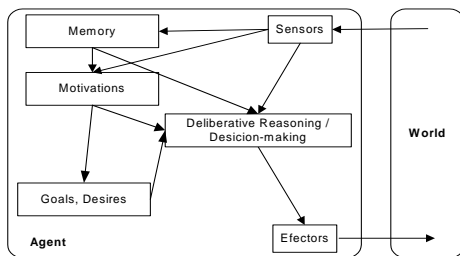 Memory
Sensors
Motivations
Deliberative Reasoning /
Desicion-making
World
Goals, Desires
Agent
Efectors